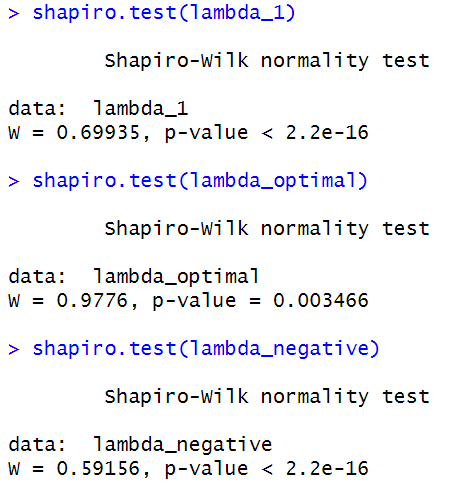 > shapiro.test(lambda_1)
Shapiro-Wilk normality test
data: lambda_1
W = 0.69935, p-value < 2.2e-16
> shapiro.test(lambda_optimal)
Shapiro-Wilk normality test
data: lambda_optimal
W = 0.9776, p-value = 0.003466
> shapiro.test(lambda_negative)
Shapiro-Wilk normality test
data: lambda_negative
W = 0.59156, p-value < 2.2e-16